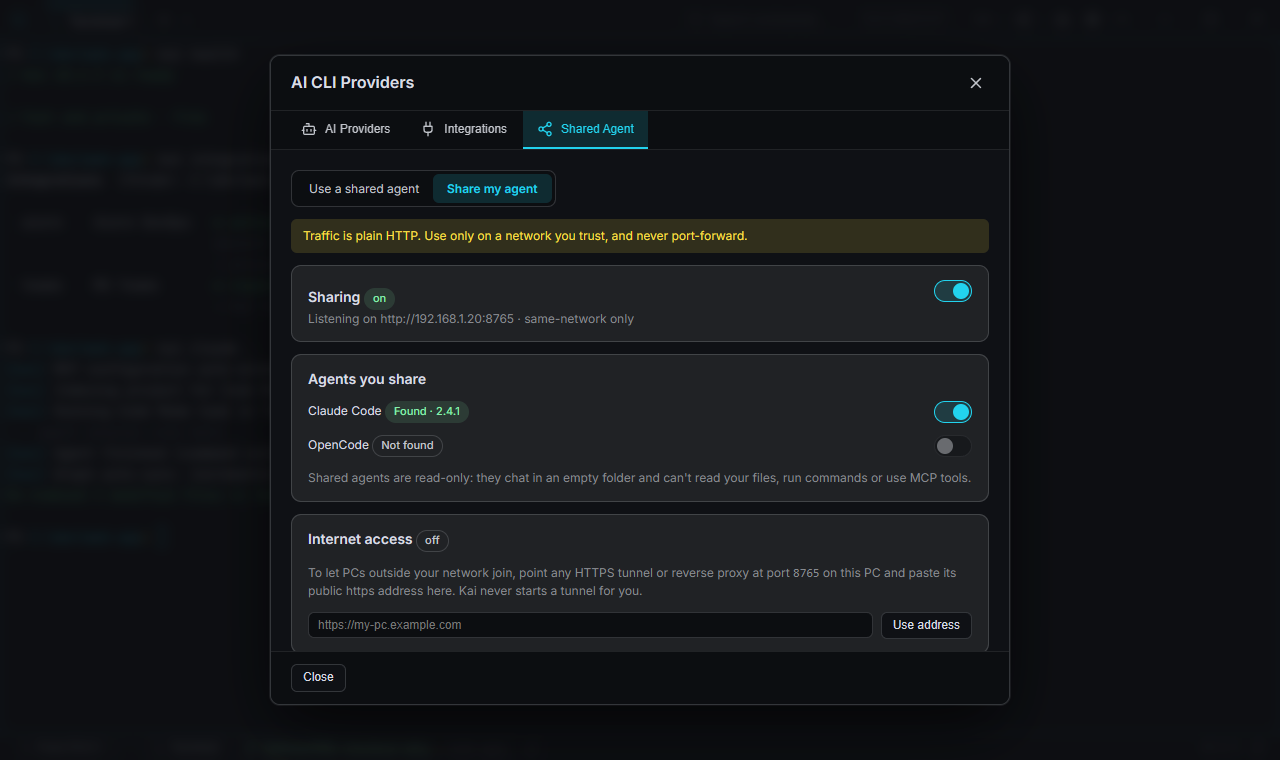 AI CLI Providers
AI Providers
Integrations
Shared Agent
Use a shared agent
Share my agent
Traffic is plain HTTP. Use only on a network you trust, and never port-forward.
Sharing on
Listening on http://192.168.1.20:8765 · same-network only
Agents you share
Claude Code Found · 2.4.1
OpenCode Not found
Shared agents are read-only: they chat in an empty folder and can't read your files, run commands or use MCP tools.
Internet access off
To let PCs outside your network join, point any HTTPS tunnel or reverse proxy at port 8765 on this PC and paste its
public https address here. Kai never starts a tunnel for you.
https://my-pc.example.com
Use address
Close